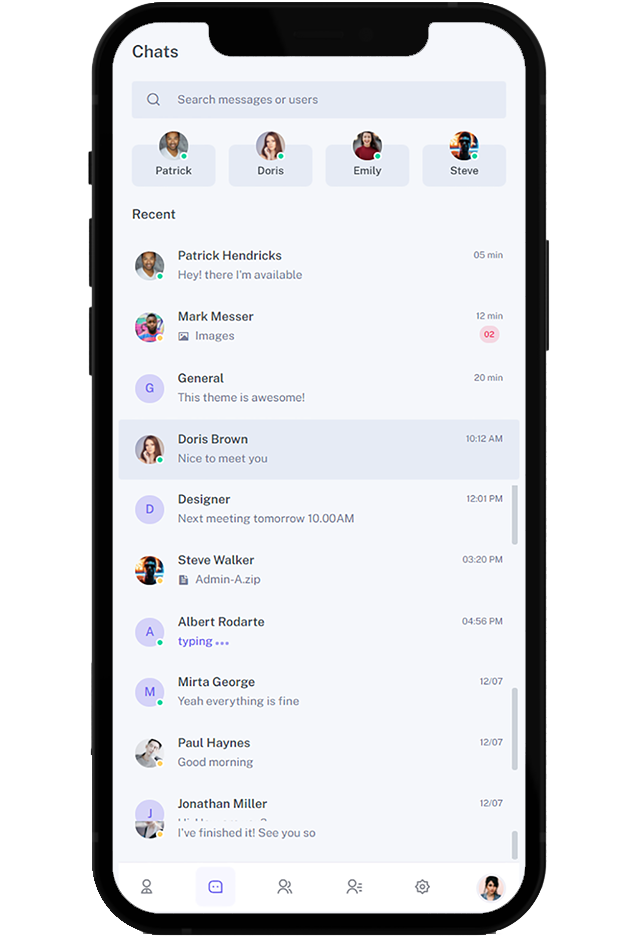 Chats
Search messages or users
Patrick
Doris
Emily
Steve
Recent
Patrick Hendricks
05 min
Hey! there I'm available
Mark Messer
12 min
Images
02
G
General
20 min
This theme is awesome!
Doris Brown
10:12 AM
Nice to meet you
D
Designer
12:01 PM
Next meeting tomorrow 10.00AM
Steve Walker
03:20 PM
Admin-A.zip
A
Albert Rodarte
04:56 PM
typing
M
Mirta George
12/07
Yeah everything is fine
Paul Haynes
12/07
Good morning
J
Jonathan Miller
12/07
I've finished it! See you so